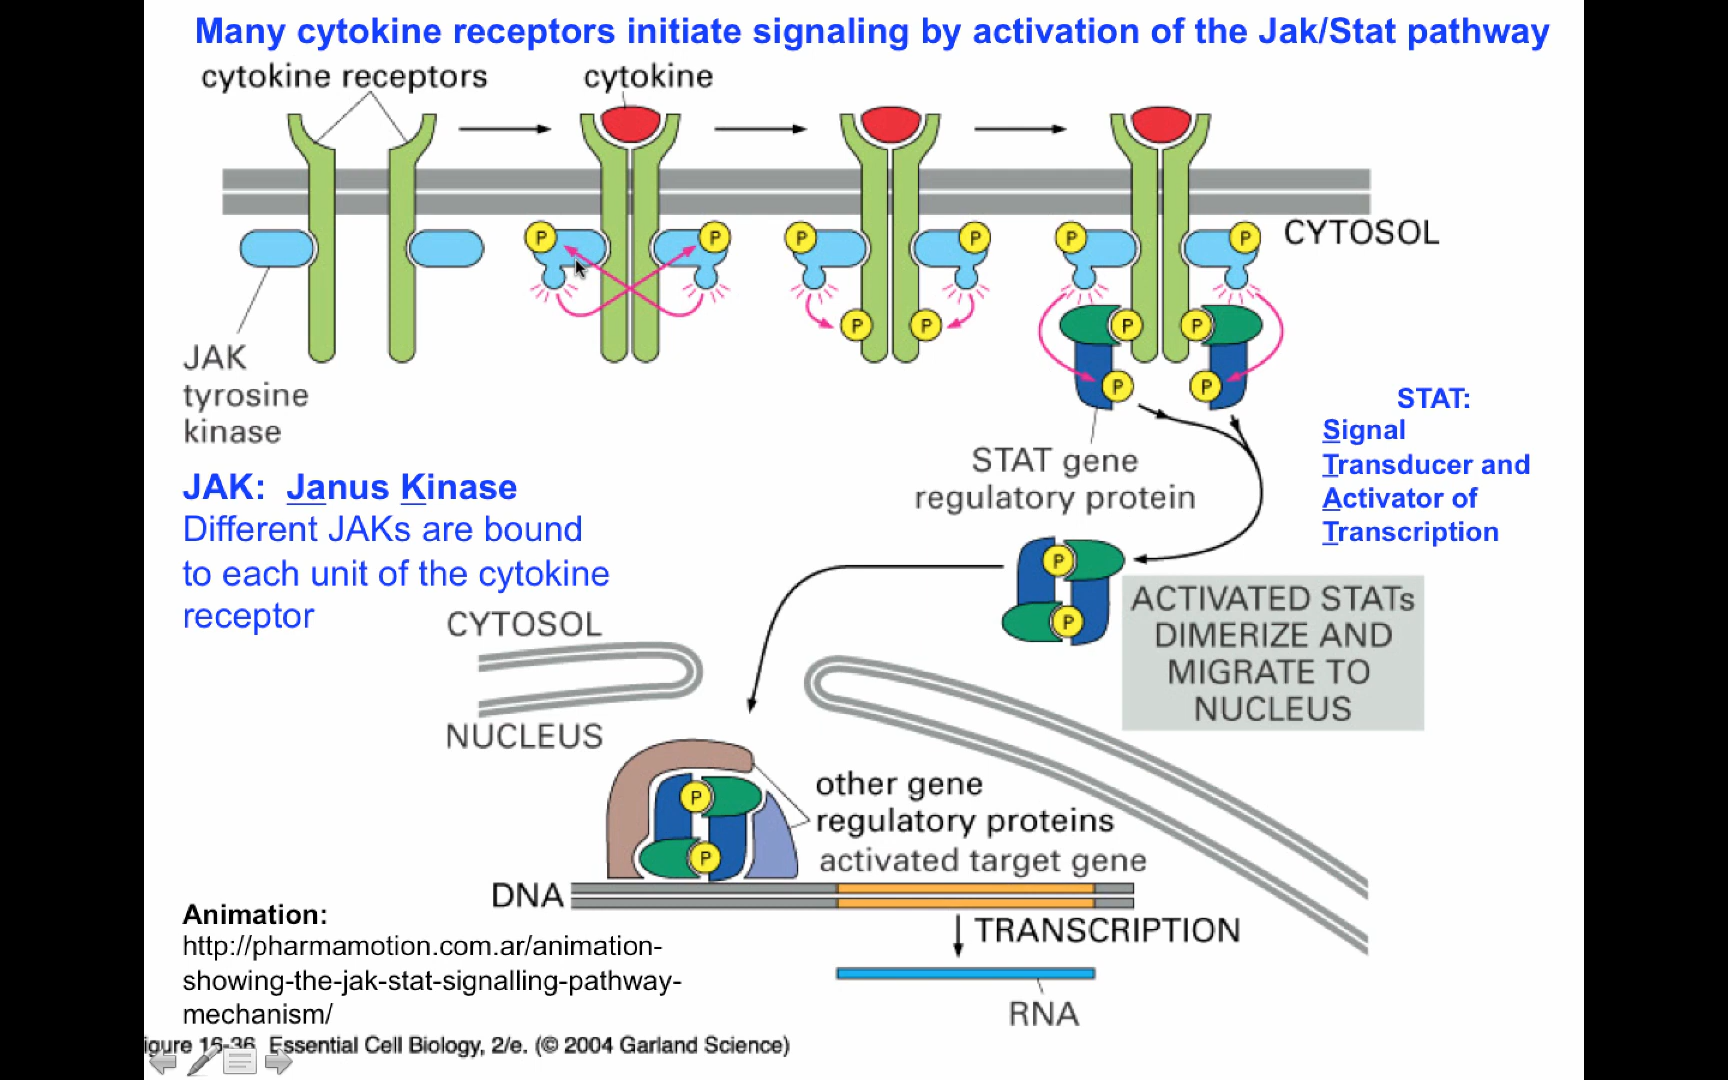 Many cytokine receptors initiate signaling by activation of the Jak/Stat pathway
cytokine receptors
cytokine
P
P
P
P
P
P
CYTOSOL
P
P
P
P
P
P
JAK
tyrosine
kinase
STAT gene
regulatory protein
STAT:
Signal
Transducer and
Activator of
Transcription
JAK: Janus Kinase
Different JAKs are bound
to each unit of the cytokine
receptor
P
P
ACTIVATED STATs
DIMERIZE AND
MIGRATE TO
NUCLEUS
CYTOSOL
NUCLEUS
P
P
other gene
regulatory proteins
activated target gene
DNA
TRANSCRIPTION
RNA
Animation:
http://pharmamotion.com.ar/animation-
showing-the-jak-stat-signalling-pathway-
mechanism/
igure 16-36 Essential Cell Biology, 2/e. (© 2004 Garland Science)